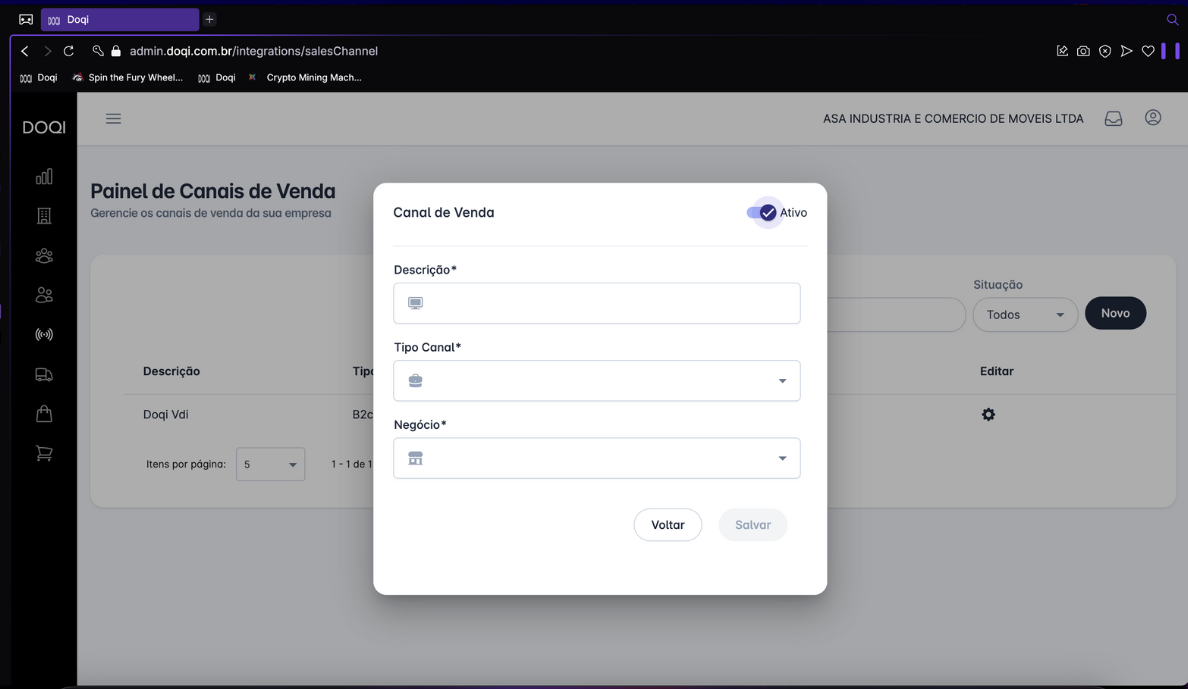 Doqi
admin.doqi.com.br/integrations/salesChannel
Doqi
Spin the Fury Wheel...
Doqi
Crypto Mining Mach...
DOQI
ASA INDUSTRIA E COMERCIO DE MOVEIS LTDA
Painel de Canais de Venda
Gerencie os canais de venda da sua empresa
Situação
Todos
Novo
Descrição
Tipo
Editar
Doqi Vdi
B2c
Itens por página:
5
1 - 1 de 1
Canal de Venda
Ativo
Descrição*
Tipo Canal*
Negócio*
Voltar
Salvar